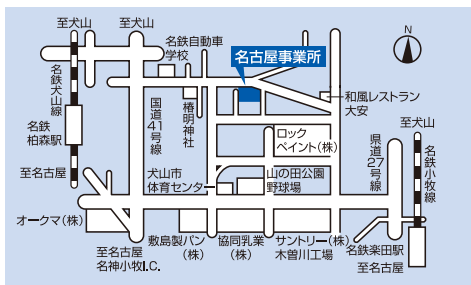 至犬山
至犬山
N
名鉄自動車
学校
名古屋事業所
名鉄犬山線
国道41号線
椿明神社
和風レストラン
大安
名鉄
柏森駅
ロック
ペイント(株)
至犬山
県道27号線
名鉄小牧線
至名古屋
犬山市
体育センター
山の田公園
野球場
オークマ(株)
至名古屋
名神小牧I.C.
敷島製パン
(株)
協同乳業
(株)
サントリー(株)
木曽川工場
名鉄楽田駅
至名古屋